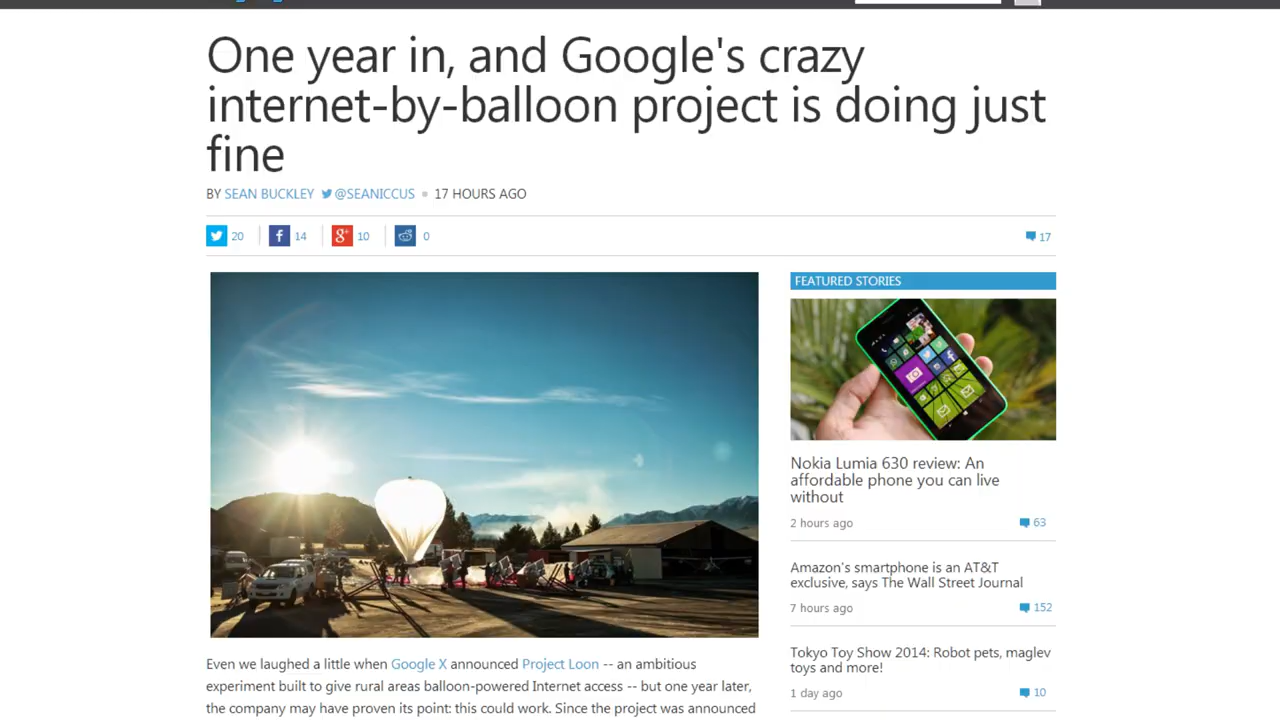 One year in, and Google's crazy
internet-by-balloon project is doing just
fine
BY SEAN BUCKLEY @SEANICCUS 17 HOURS AGO
20 14 10 0 17
FEATURED STORIES
Nokia Lumia 630 review: An
affordable phone you can live
without
2 hours ago 63
Amazon's smartphone is an AT&T
exclusive, says The Wall Street Journal
7 hours ago 152
Tokyo Toy Show 2014: Robot pets, maglev
toys and more!
1 day ago 10
Even we laughed a little when Google X announced Project Loon -- an ambitious
experiment built to give rural areas balloon-powered Internet access -- but one year later,
the company may have proven its point: this could work. Since the project was announced